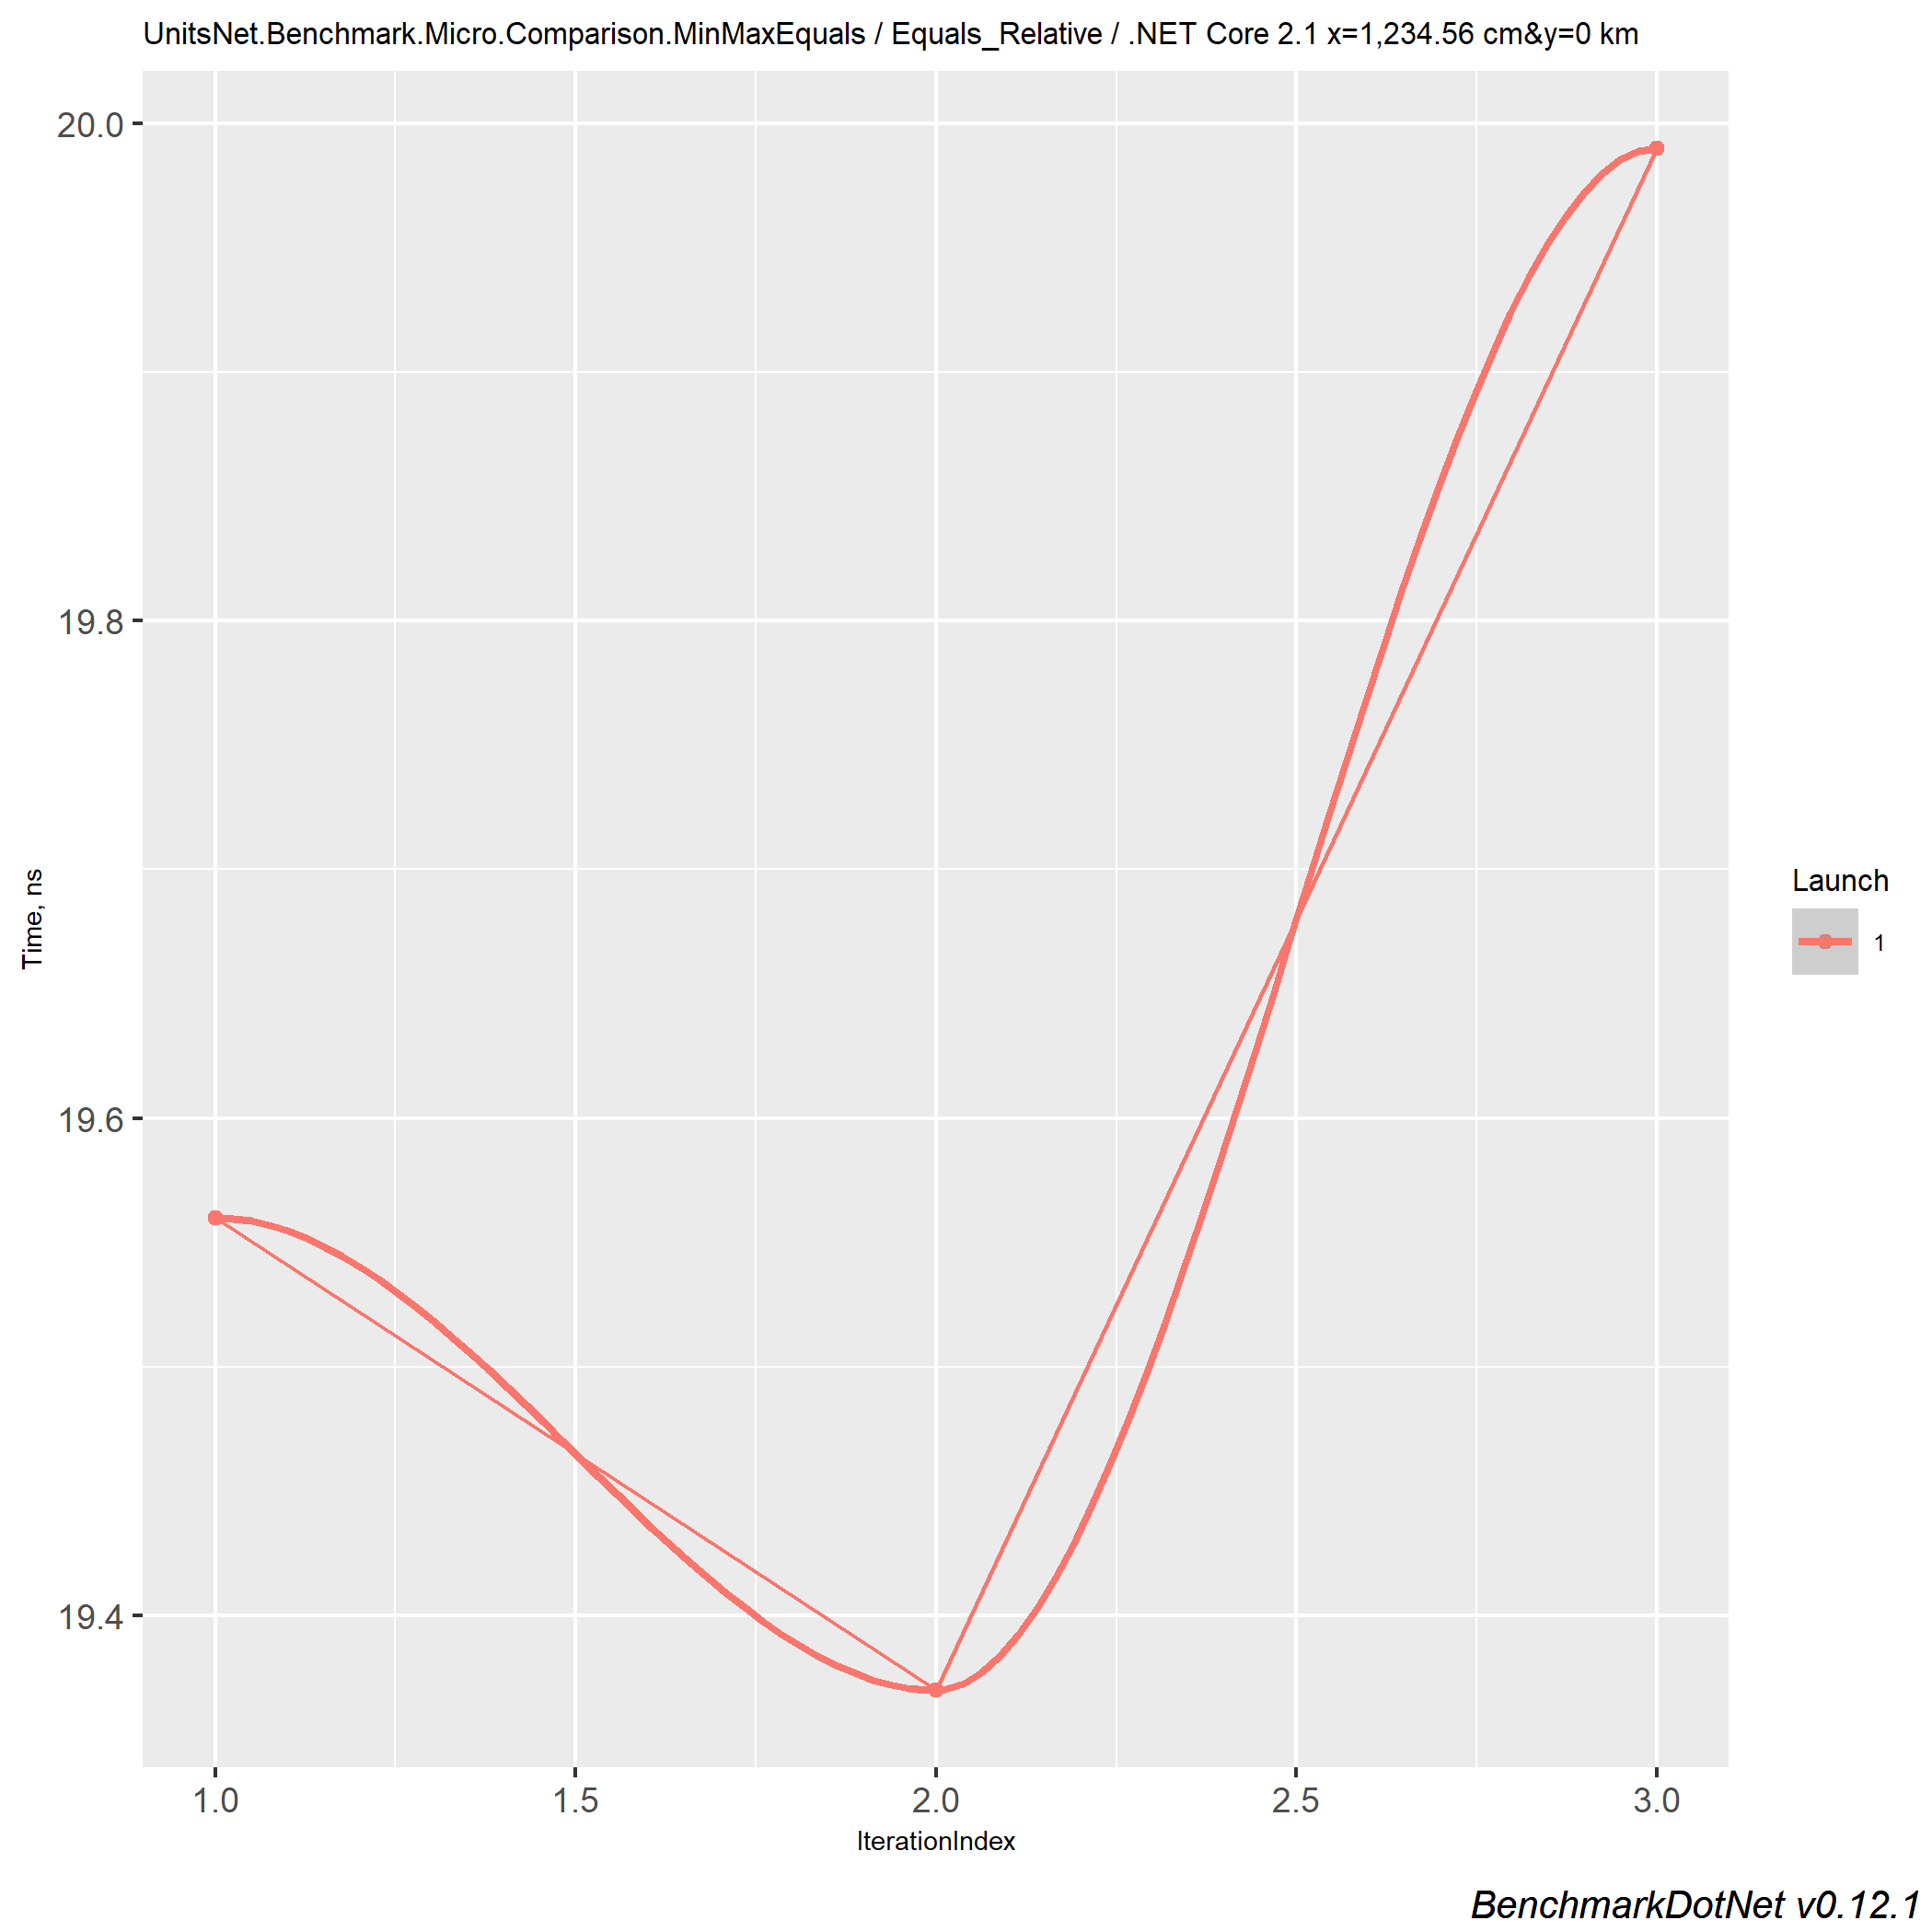 UnitsNet.Benchmark.Micro.Comparison.MinMaxEquals / Equals_Relative / .NET Core 2.1 x=1,234.56 cm&y=0 km
20.0
19.8
19.6
19.4
Time, ns
1.0 1.5 2.0 2.5 3.0
IterationIndex
Launch
1
BenchmarkDotNet v0.12.1